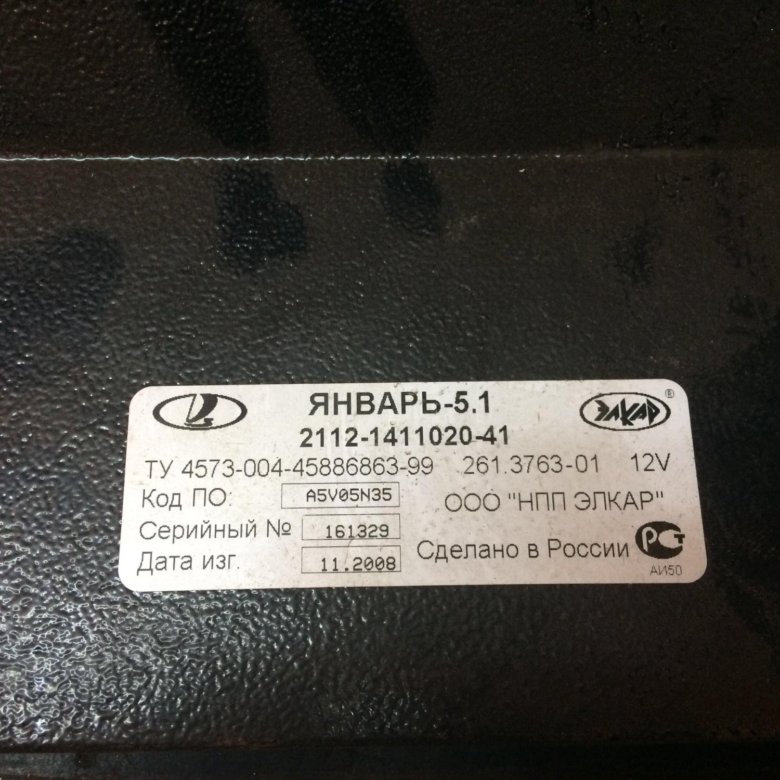 ЯНВАРЬ-5.1
ЭЛКАР ®
2112-1411020-41
ТУ 4573-004-45886863-99 261.3763-01 12V
Код ПО: A5V05N35 ООО "НПП ЭЛКАР"
Серийный № 161329
Сделано в России РСТ
Дата изг. 11.2008
АИ50